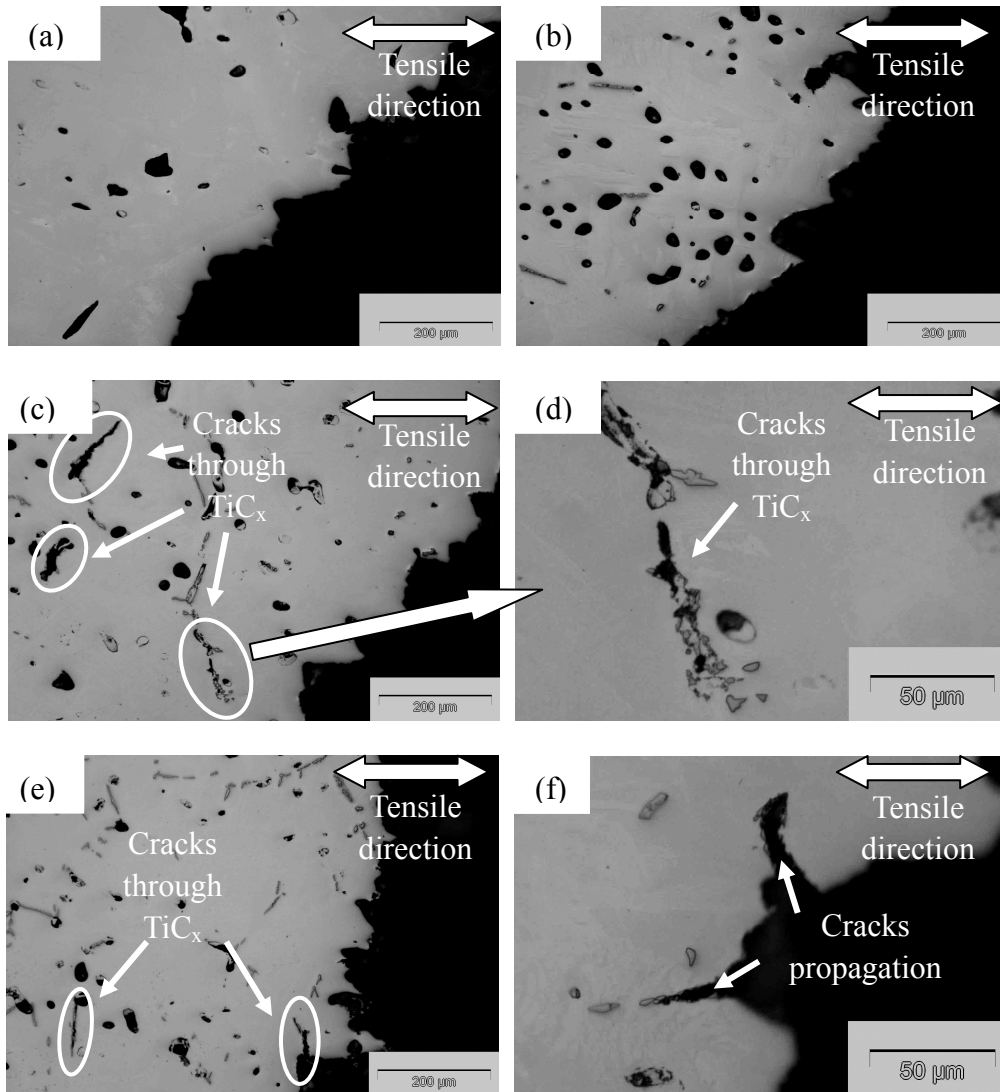 (a)
Tensile
direction
200 µm
(b)
Tensile
direction
200 µm
(c)
Cracks
through
TiCₓ
Tensile
direction
200 µm
(d)
Cracks
through
TiCₓ
Tensile
direction
50 µm
(e)
Cracks
through
TiCₓ
Tensile
direction
200 µm
(f)
Tensile
direction
Cracks
propagation
50 µm